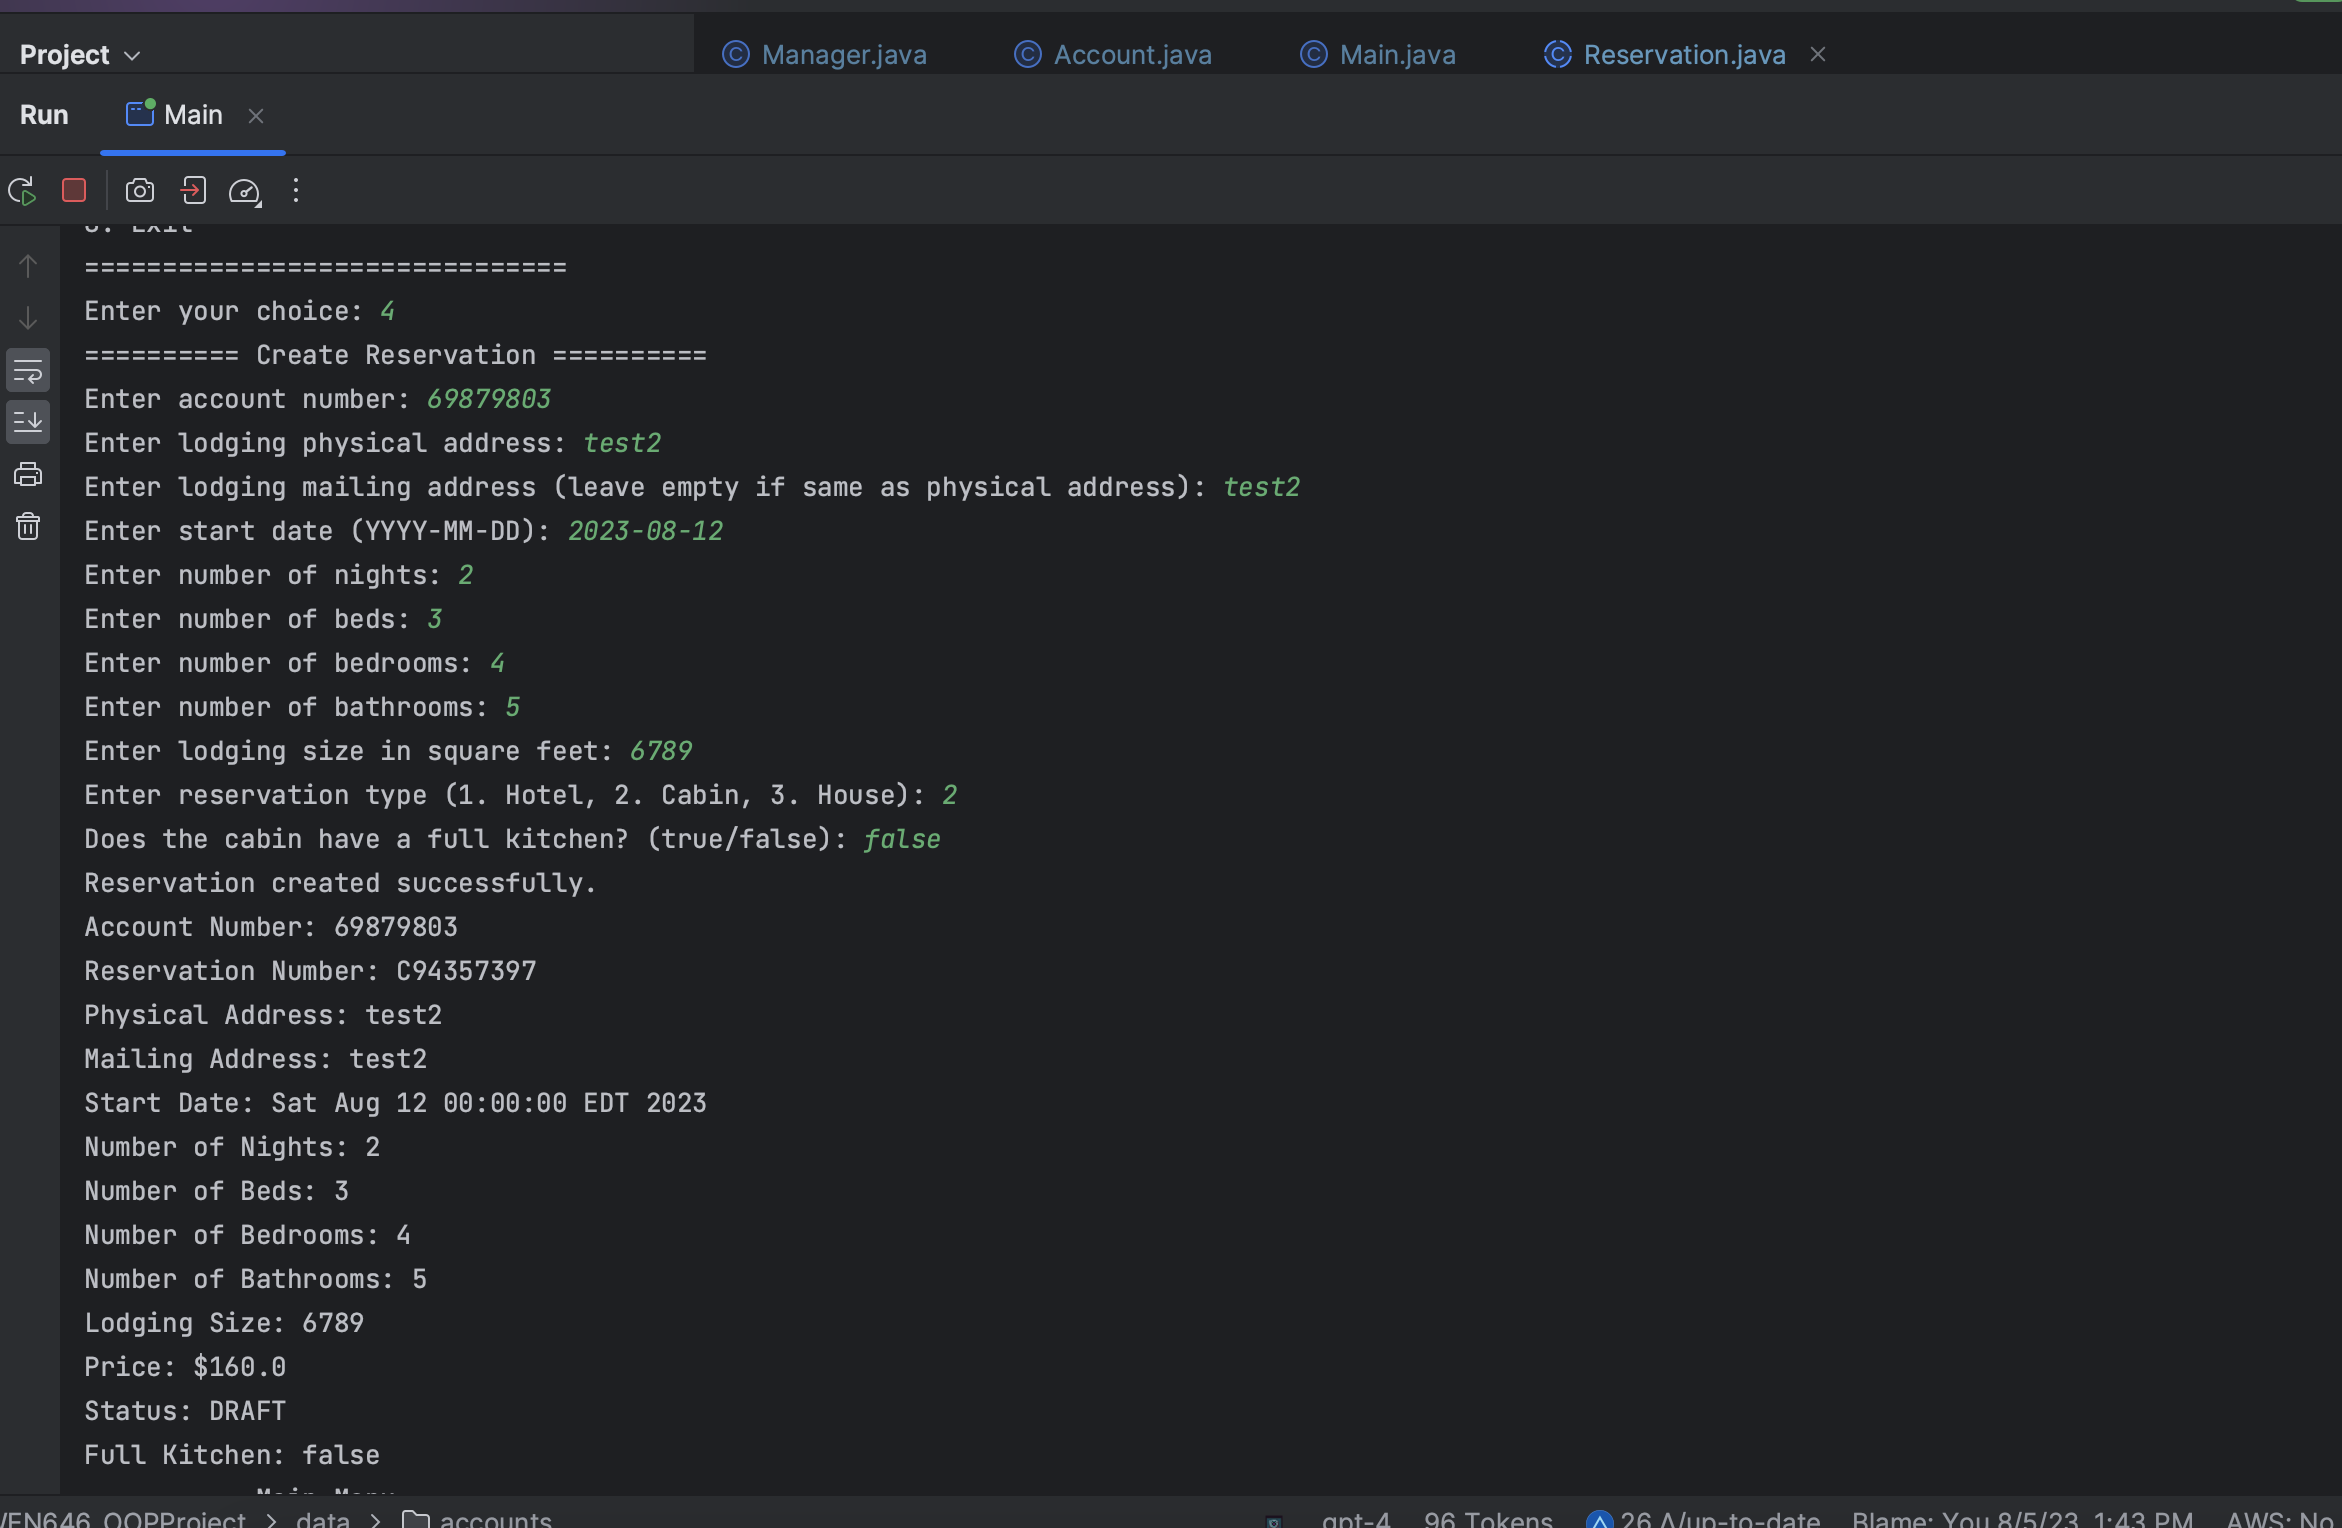 Project
Manager.java Account.java Main.java Reservation.java
Run Main
8. Exit
===============================
Enter your choice: 4
========== Create Reservation ==========
Enter account number: 69879803
Enter lodging physical address: test2
Enter lodging mailing address (leave empty if same as physical address): test2
Enter start date (YYYY-MM-DD): 2023-08-12
Enter number of nights: 2
Enter number of beds: 3
Enter number of bedrooms: 4
Enter number of bathrooms: 5
Enter lodging size in square feet: 6789
Enter reservation type (1. Hotel, 2. Cabin, 3. House): 2
Does the cabin have a full kitchen? (true/false): false
Reservation created successfully.
Account Number: 69879803
Reservation Number: C94357397
Physical Address: test2
Mailing Address: test2
Start Date: Sat Aug 12 00:00:00 EDT 2023
Number of Nights: 2
Number of Beds: 3
Number of Bedrooms: 4
Number of Bathrooms: 5
Lodging Size: 6789
Price: $160.0
Status: DRAFT
Full Kitchen: false
Main Menu
EN646_OOPProject > data > accounts gpt-4 96 Tokens 26 Δ/up-to-date Blame: You 8/5/23, 1:43 PM AWS: No